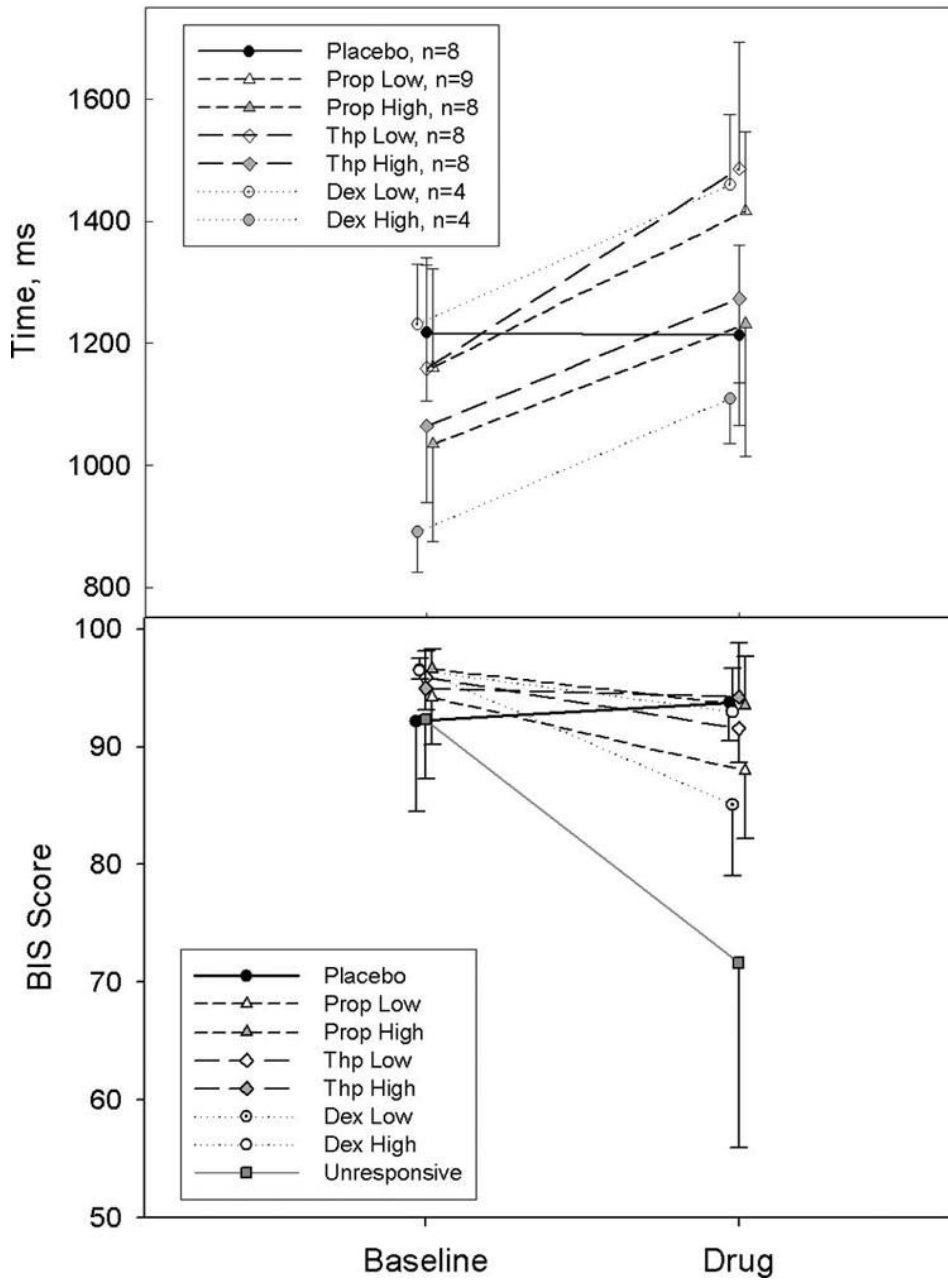 Placebo, n=8
Prop Low, n=9
Prop High, n=8
Thp Low, n=8
Thp High, n=8
Dex Low, n=4
Dex High, n=4
Time, ms
1600
1400
1200
1000
800
BIS Score
100
90
80
70
60
50
Placebo
Prop Low
Prop High
Thp Low
Thp High
Dex Low
Dex High
Unresponsive
Baseline
Drug